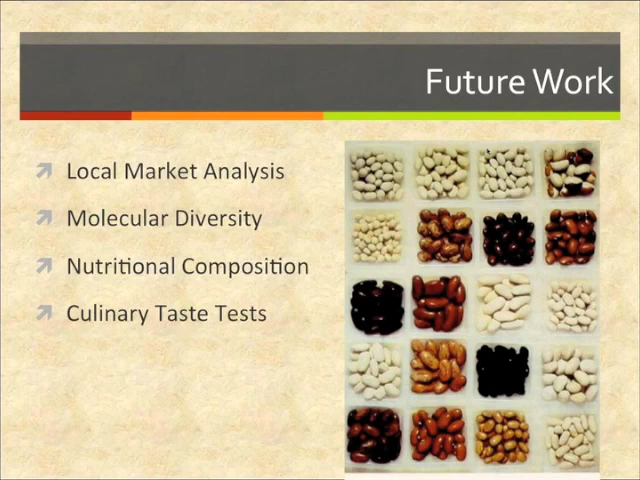 Future Work
Local Market Analysis
Molecular Diversity
Nutritional Composition
Culinary Taste Tests